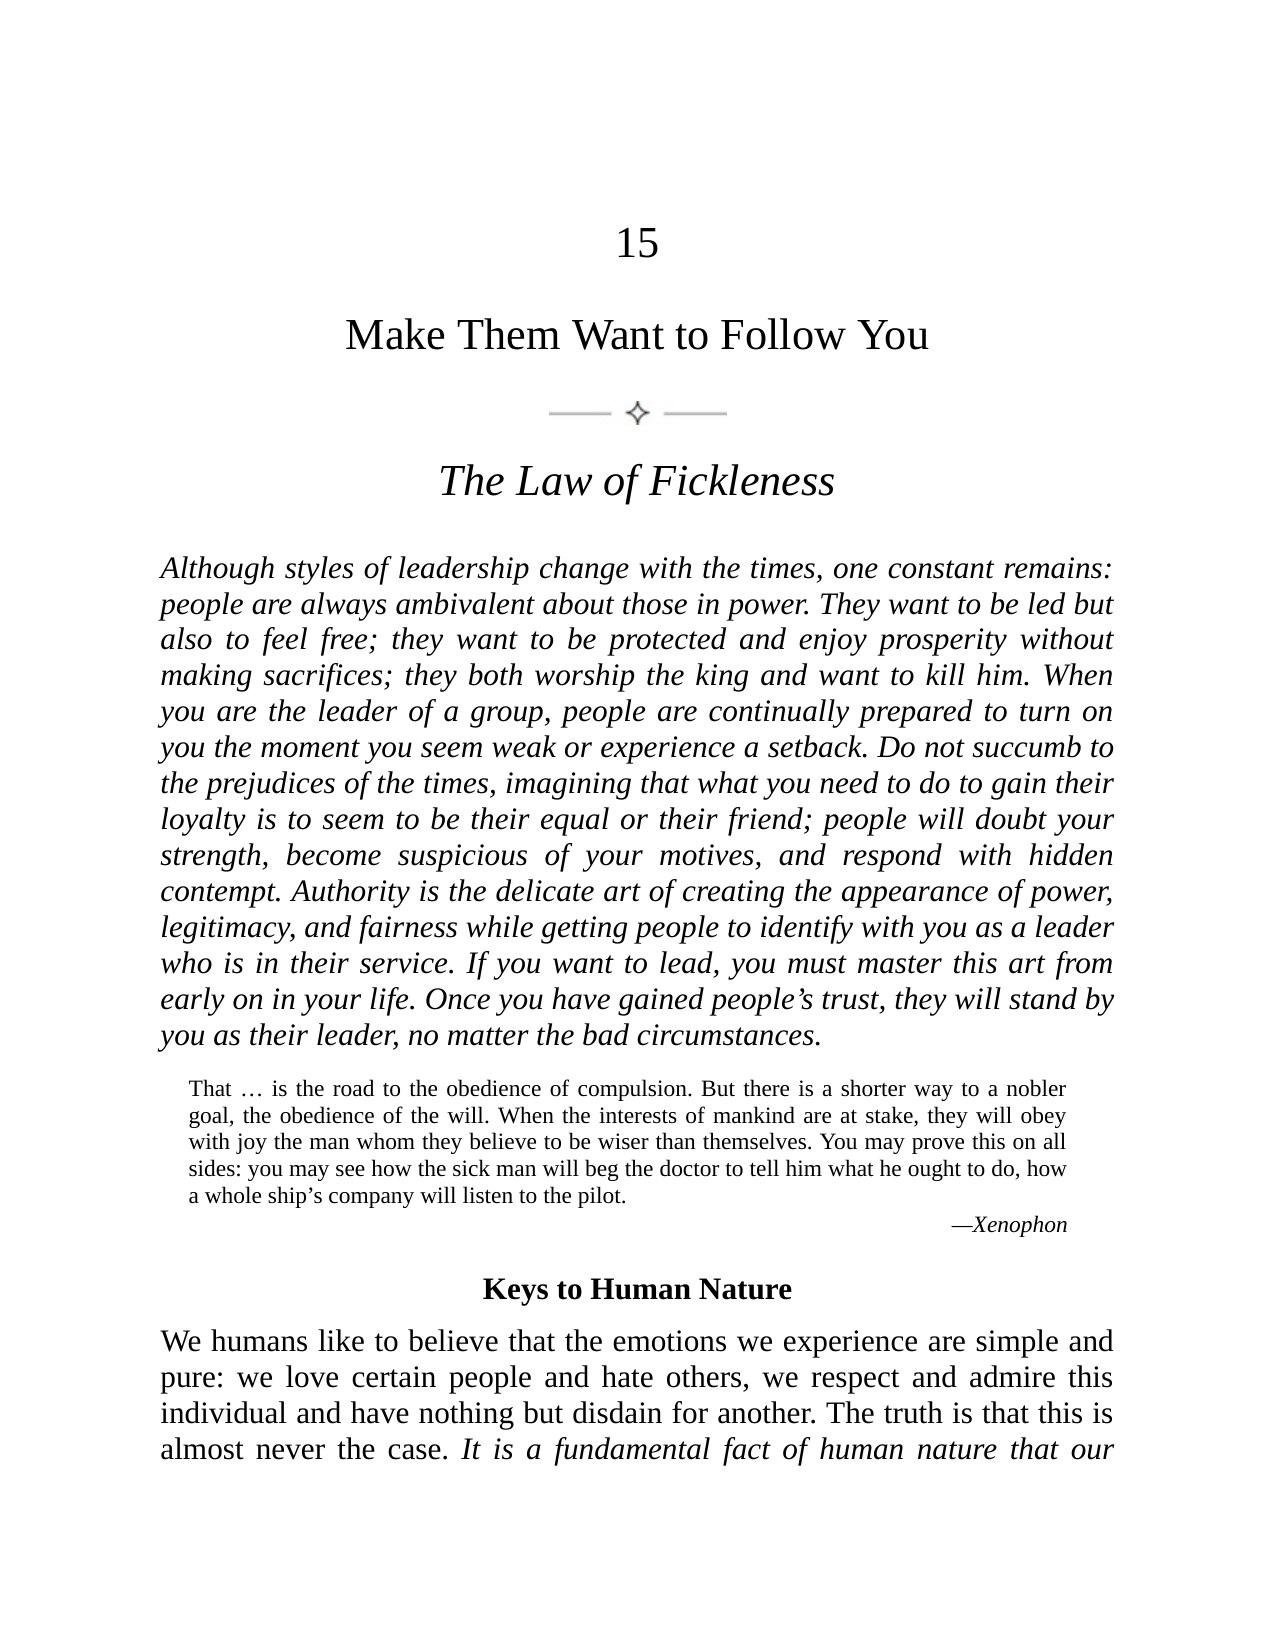 15
Make Them Want to Follow You
The Law of Fickleness
Although styles of leadership change with the times, one constant remains:
people are always ambivalent about those in power. They want to be led but
also to feel free; they want to be protected and enjoy prosperity without
making sacrifices; they both worship the king and want to kill him. When
you are the leader of a group, people are continually prepared to turn on
you the moment you seem weak or experience a setback. Do not succumb to
the prejudices of the times, imagining that what you need to do to gain their
loyalty is to seem to be their equal or their friend; people will doubt your
strength, become suspicious of your motives, and respond with hidden
contempt. Authority is the delicate art of creating the appearance of power,
legitimacy, and fairness while getting people to identify with you as a leader
who is in their service. If you want to lead, you must master this art from
early on in your life. Once you have gained people’s trust, they will stand by
you as their leader, no matter the bad circumstances.
That … is the road to the obedience of compulsion. But there is a shorter way to a nobler
goal, the obedience of the will. When the interests of mankind are at stake, they will obey
with joy the man whom they believe to be wiser than themselves. You may prove this on all
sides: you may see how the sick man will beg the doctor to tell him what he ought to do, how
a whole ship’s company will listen to the pilot.
—Xenophon
Keys to Human Nature
We humans like to believe that the emotions we experience are simple and
pure: we love certain people and hate others, we respect and admire this
individual and have nothing but disdain for another. The truth is that this is
almost never the case. It is a fundamental fact of human nature that our